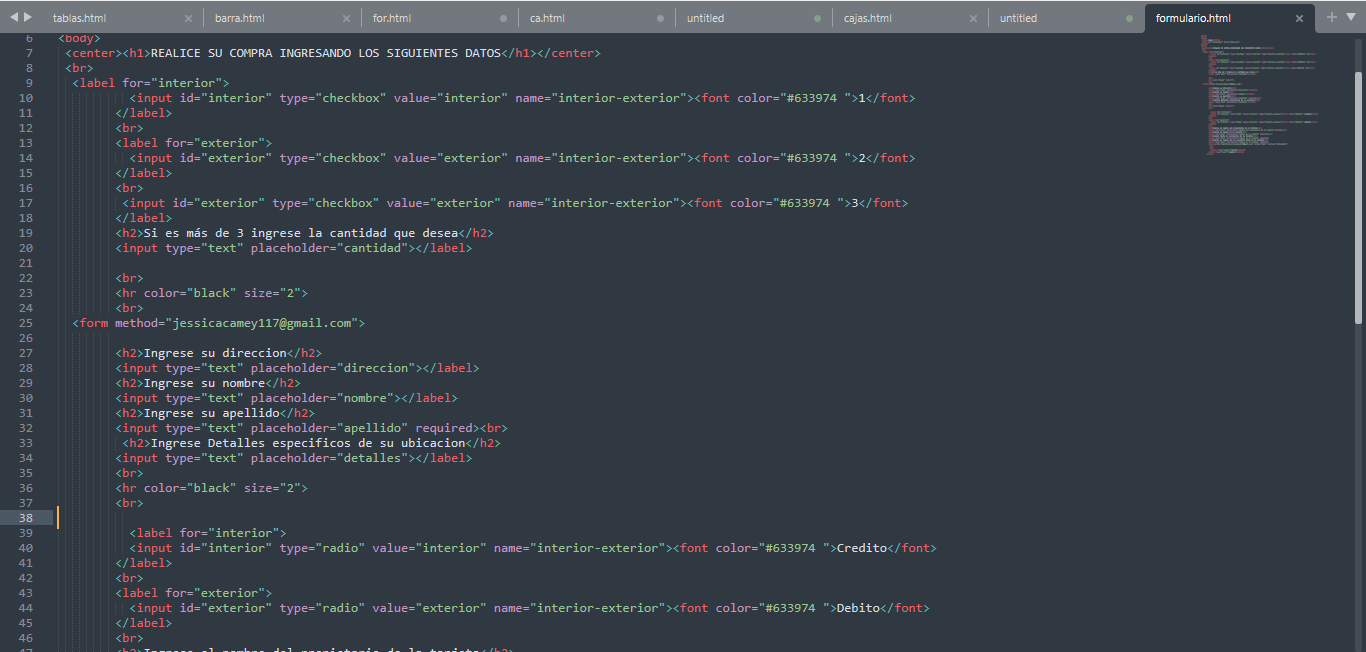 tablas.html × barra.html × for.html ca.html untitled cajas.html × untitled formulario.html × +
6 <body>
7 <center><h1>REALICE SU COMPRA INGRESANDO LOS SIGUIENTES DATOS</h1></center>
8 <br>
9 <label for="interior">
10 <input id="interior" type="checkbox" value="interior" name="interior-exterior"><font color="#633974 ">1</font>
11 </label>
12 <br>
13 <label for="exterior">
14 <input id="exterior" type="checkbox" value="exterior" name="interior-exterior"><font color="#633974 ">2</font>
15 </label>
16 <br>
17 <input id="exterior" type="checkbox" value="exterior" name="interior-exterior"><font color="#633974 ">3</font>
18 </label>
19 <h2>Si es más de 3 ingrese la cantidad que desea</h2>
20 <input type="text" placeholder="cantidad"></label>
21
22 <br>
23 <hr color="black" size="2">
24 <br>
25 <form method="jessicacamey117@gmail.com">
26
27 <h2>Ingrese su direccion</h2>
28 <input type="text" placeholder="direccion"></label>
29 <h2>Ingrese su nombre</h2>
30 <input type="text" placeholder="nombre"></label>
31 <h2>Ingrese su apellido</h2>
32 <input type="text" placeholder="apellido" required><br>
33 <h2>Ingrese Detalles especificos de su ubicacion</h2>
34 <input type="text" placeholder="detalles"></label>
35 <br>
36 <hr color="black" size="2">
37 <br>
38
39 <label for="interior">
40 <input id="interior" type="radio" value="interior" name="interior-exterior"><font color="#633974 ">Credito</font>
41 </label>
42 <br>
43 <label for="exterior">
44 <input id="exterior" type="radio" value="exterior" name="interior-exterior"><font color="#633974 ">Debito</font>
45 </label>
46 <br>
47 <h2>Ingrese el nombre del propietario de la tarjeta</h2>